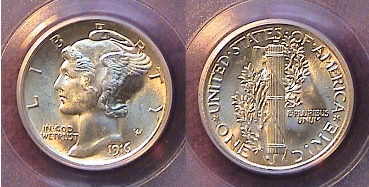 LIBERTY
IN GOD
WE TRUST
1916
UNITED STATES OF AMERICA
E PLURIBUS
UNUM
ONE DIME